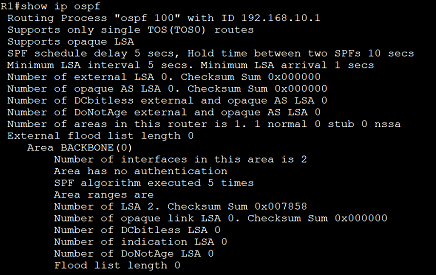 R1#show ip ospf
Routing Process "ospf 100" with ID 192.168.10.1
Supports only single TOS(TOS0) routes
Supports opaque LSA
SPF schedule delay 5 secs, Hold time between two SPFs 10 secs
Minimum LSA interval 5 secs. Minimum LSA arrival 1 secs
Number of external LSA 0. Checksum Sum 0x000000
Number of opaque AS LSA 0. Checksum Sum 0x000000
Number of DCbitless external and opaque AS LSA 0
Number of DoNotAge external and opaque AS LSA 0
Number of areas in this router is 1. 1 normal 0 stub 0 nssa
External flood list length 0
Area BACKBONE(0)
Number of interfaces in this area is 2
Area has no authentication
SPF algorithm executed 5 times
Area ranges are
Number of LSA 2. Checksum Sum 0x007858
Number of opaque link LSA 0. Checksum Sum 0x000000
Number of DCbitless LSA 0
Number of indication LSA 0
Number of DoNotAge LSA 0
Flood list length 0